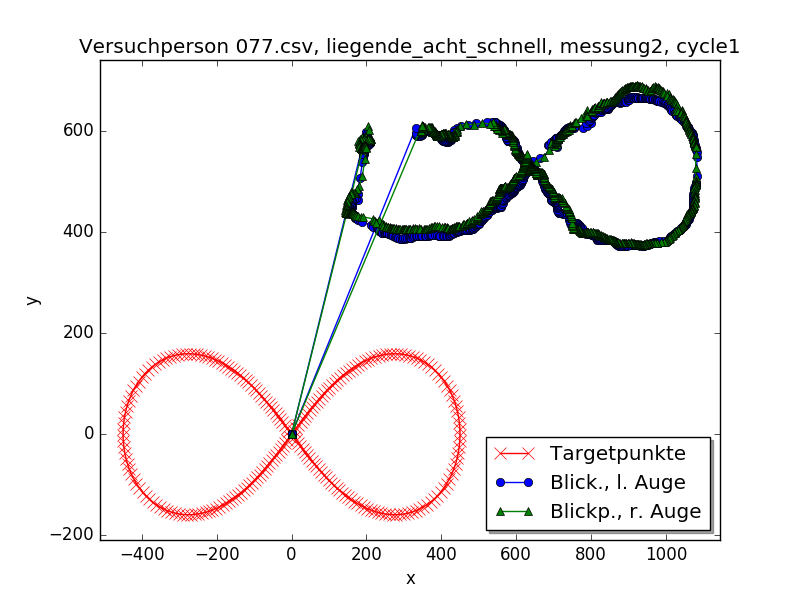 Versuchperson 077.csv, liegende_acht_schnell, messung2, cycle1
y
600
400
200
0
−200
−400
−200
0
200
400
600
800
1000
x
Targetpunkte
Blick., l. Auge
Blickp., r. Auge